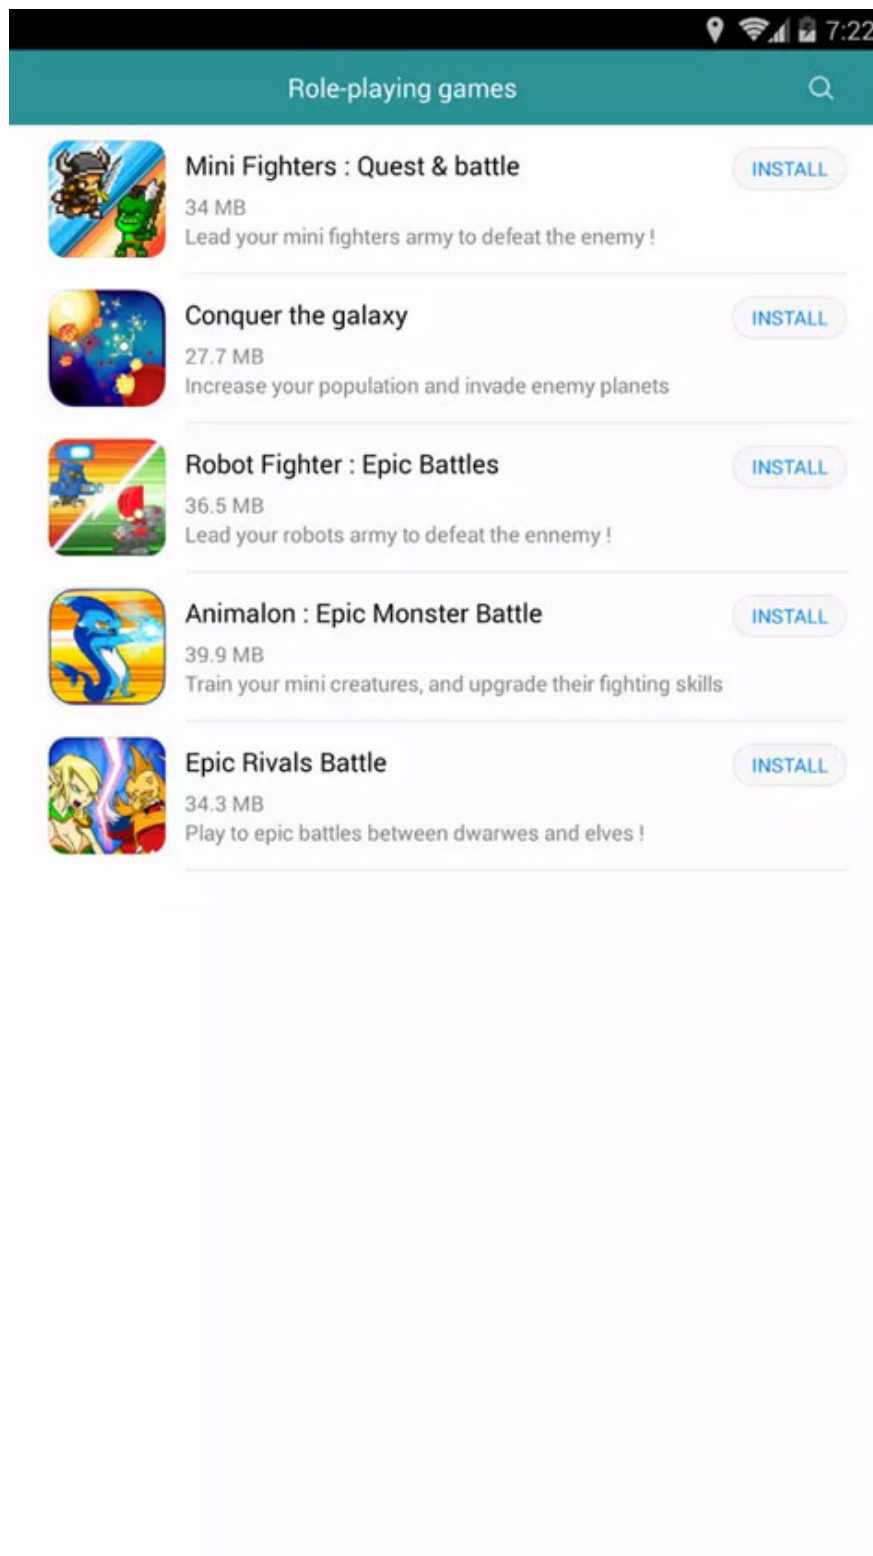 7:22
Role-playing games
Mini Fighters : Quest & battle
INSTALL
34 MB
Lead your mini fighters army to defeat the enemy !
Conquer the galaxy
INSTALL
27.7 MB
Increase your population and invade enemy planets
Robot Fighter : Epic Battles
INSTALL
36.5 MB
Lead your robots army to defeat the ennemy !
Animalon : Epic Monster Battle
INSTALL
39.9 MB
Train your mini creatures, and upgrade their fighting skills
Epic Rivals Battle
INSTALL
34.3 MB
Play to epic battles between dwarwes and elves !